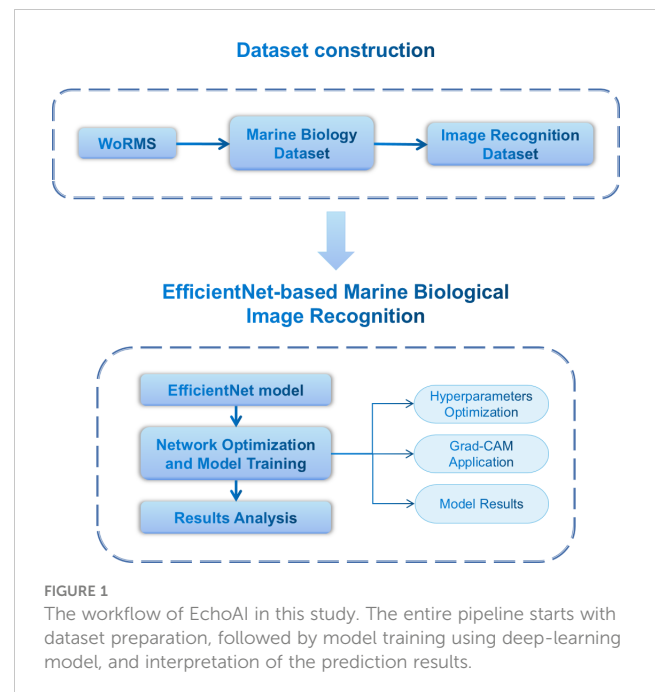 Dataset construction
WoRMS
Marine Biology
Dataset
Image Recognition
Dataset
EfficientNet-based Marine Biological
Image Recognition
EfficientNet model
Network Optimization
and Model Training
Results Analysis
Hyperparameters
Optimization
Grad-CAM
Application
Model Results
FIGURE 1
The workflow of EchoAI in this study. The entire pipeline starts with
dataset preparation, followed by model training using deep-learning
model, and interpretation of the prediction results.